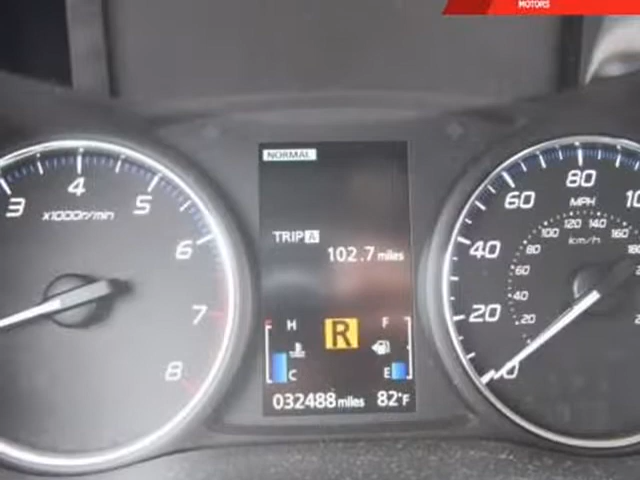 MOTORS
NORMAL
TRIP A
102.7 miles
H
R
F
C
E
032488 miles 82°F
3
4
5
6
7
8
x1000r/min
20
40
60
80
MPH
km/h
20
40
60
80
100
120
140
160